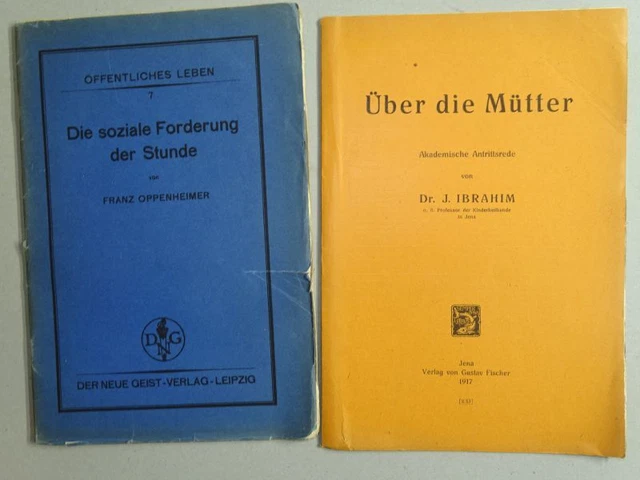 ÖFFENTLICHES LEBEN
7
Die soziale Forderung
der Stunde
von
FRANZ OPPENHEIMER
DNG
DER NEUE GEIST-VERLAG-LEIPZIG
Über die Mütter
Akademische Antrittsrede
von
Dr. J. IBRAHIM
o. ö. Professor der Kinderheilkunde
in Jena
Jena
Verlag von Gustav Fischer
1917